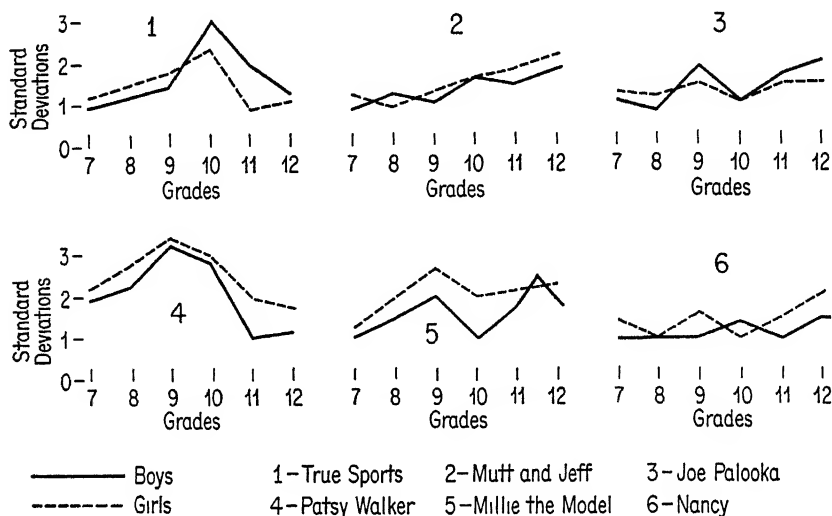 1 2 3
Standard Deviations
3
2
1
0
7 8 9 10 11 12
Grades
7 8 9 10 11 12
Grades
7 8 9 10 11 12
Grades
4 5 6
Standard Deviations
3
2
1
0
7 8 9 10 11 12
Grades
7 8 9 10 11 12
Grades
7 8 9 10 11 12
Grades
Boys 1-True Sports 2-Mutt and Jeff 3-Joe Palooka
Girls 4-Patsy Walker 5-Millie the Model 6-Nancy